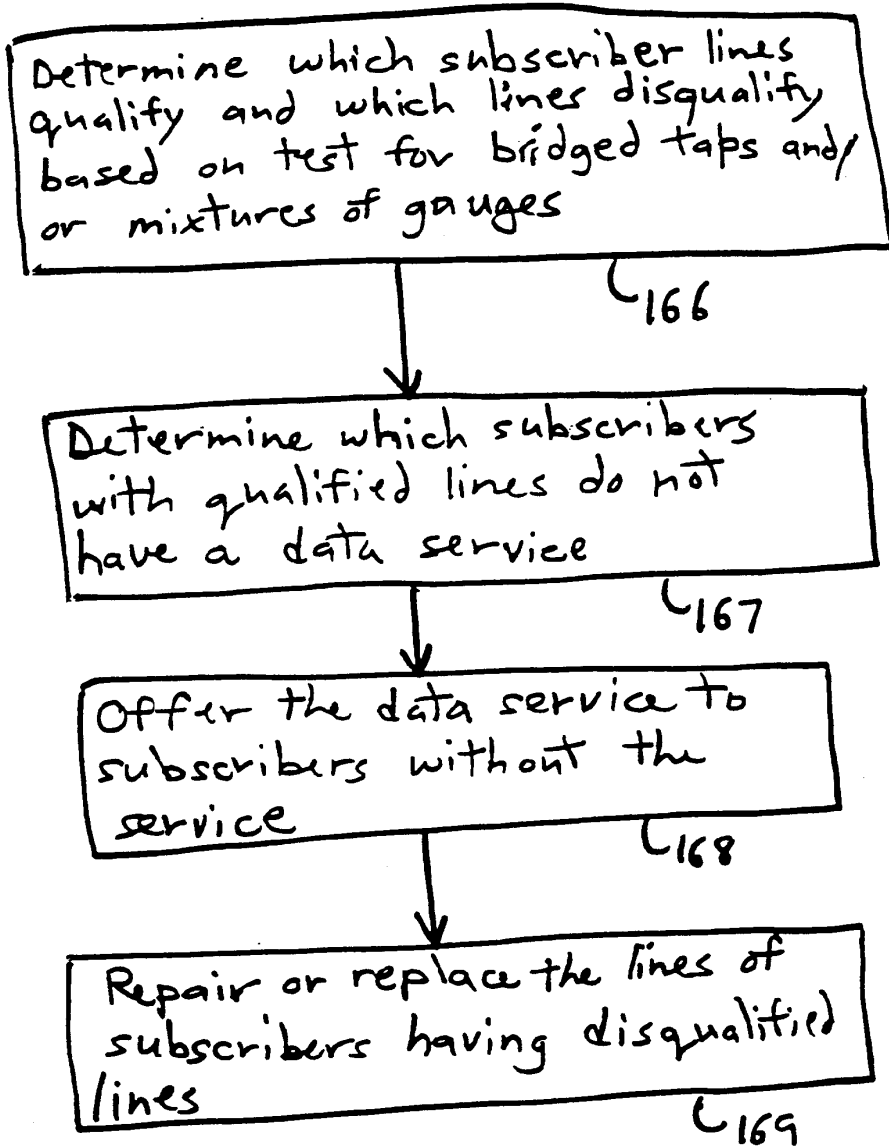 Determine which subscriber lines
qualify and which lines disqualify
based on test for bridged taps and/
or mixtures of gauges
166
Determine which subscribers
with qualified lines do not
have a data service
167
Offer the data service to
subscribers without the
service
168
Repair or replace the lines of
subscribers having disqualified
lines
169